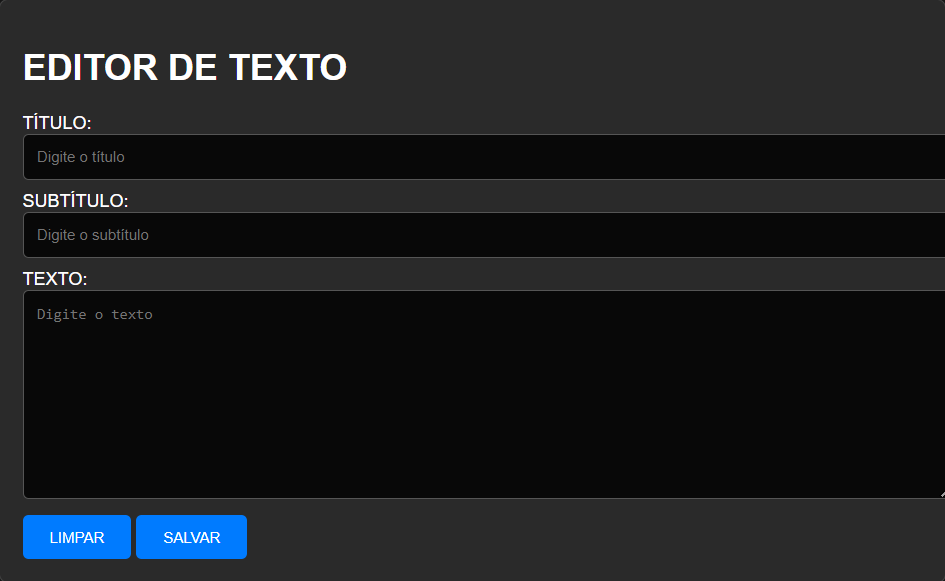 EDITOR DE TEXTO
TÍTULO:
Digite o título
SUBTÍTULO:
Digite o subtítulo
TEXTO:
Digite o texto
LIMPAR SALVAR